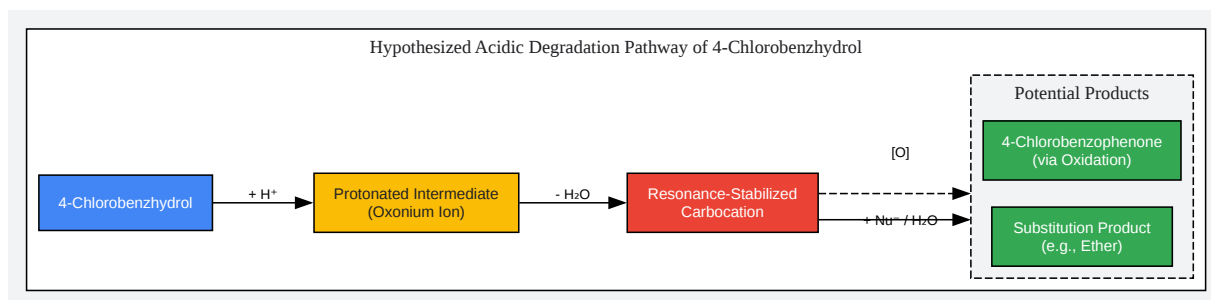 Hypothesized Acidic Degradation Pathway of 4-Chlorobenzhydrol
Potential Products
4-Chlorobenzhydrol
+ H⁺
Protonated Intermediate
(Oxonium Ion)
- H₂O
Resonance-Stabilized
Carbocation
[O]
+ Nu⁻ / H₂O
4-Chlorobenzophenone
(via Oxidation)
Substitution Product
(e.g., Ether)